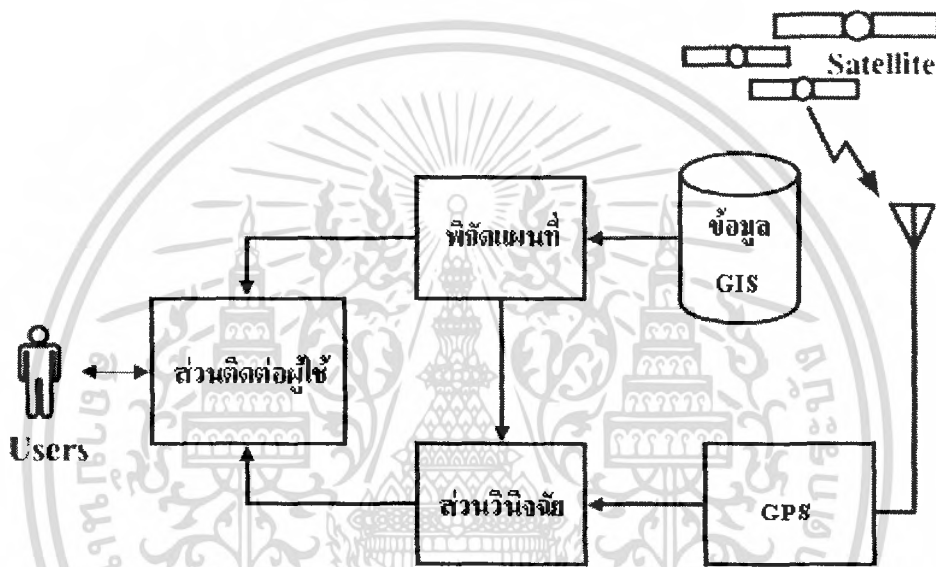 Satellite
ข้อมูล
GIS
พิกัดแผนที่
ส่วนติดต่อผู้ใช้
Users
ส่วนวินิจฉัย
GPS